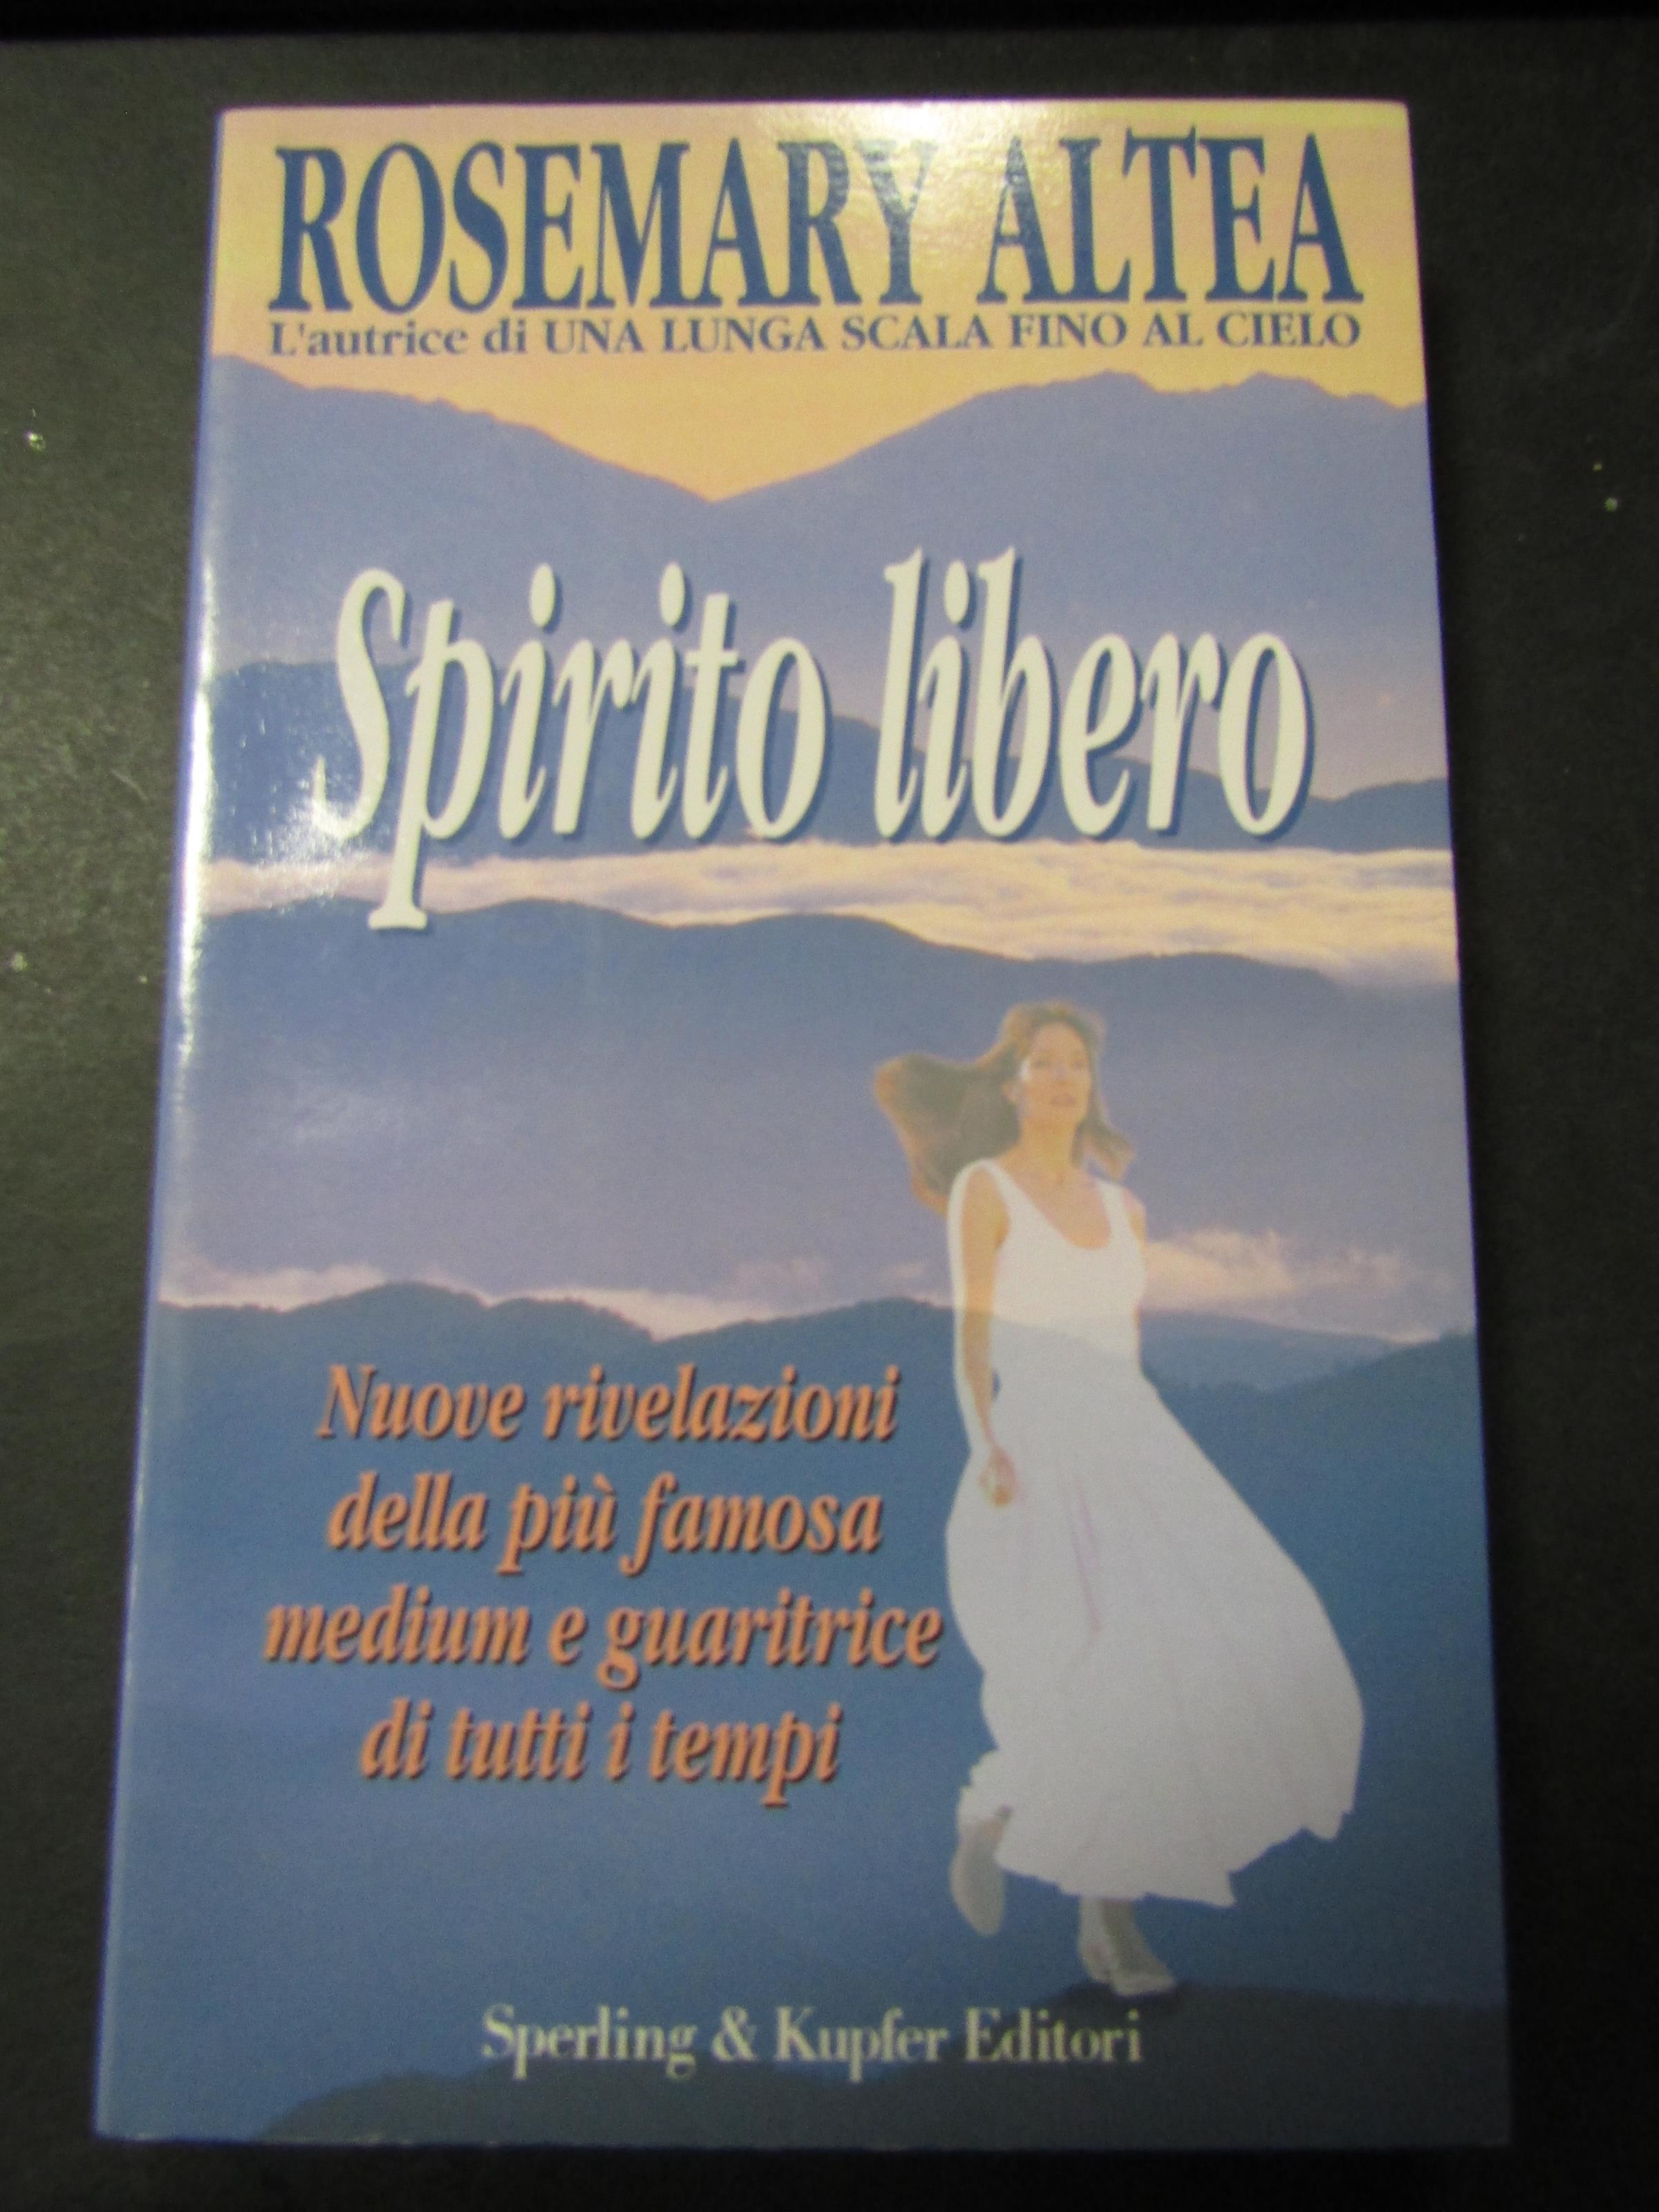 ROSEMARY ALTEA
L'autrice di UNA LUNGA SCALA FINO AL CIELO
Spirito libero
Nuove rivelazioni
della più famosa
medium e guaritrice
di tutti i tempi
Sperling & Kupfer Editori